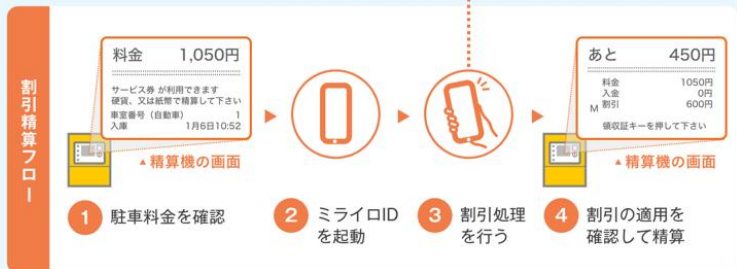 割引精算フロー
料金 1,050円
サービス券 が利用できます
硬貨、又は紙幣で精算して下さい
車室番号（自動車） 1
入庫 1月6日10:52
▲精算機の画面
1 駐車料金を確認
2 ミライロID
を起動
3 割引処理
を行う
あと 450円
料金 1050円
入金 0円
M 割引 600円
領収証キーを押して下さい
▲精算機の画面
4 割引の適用を
確認して精算